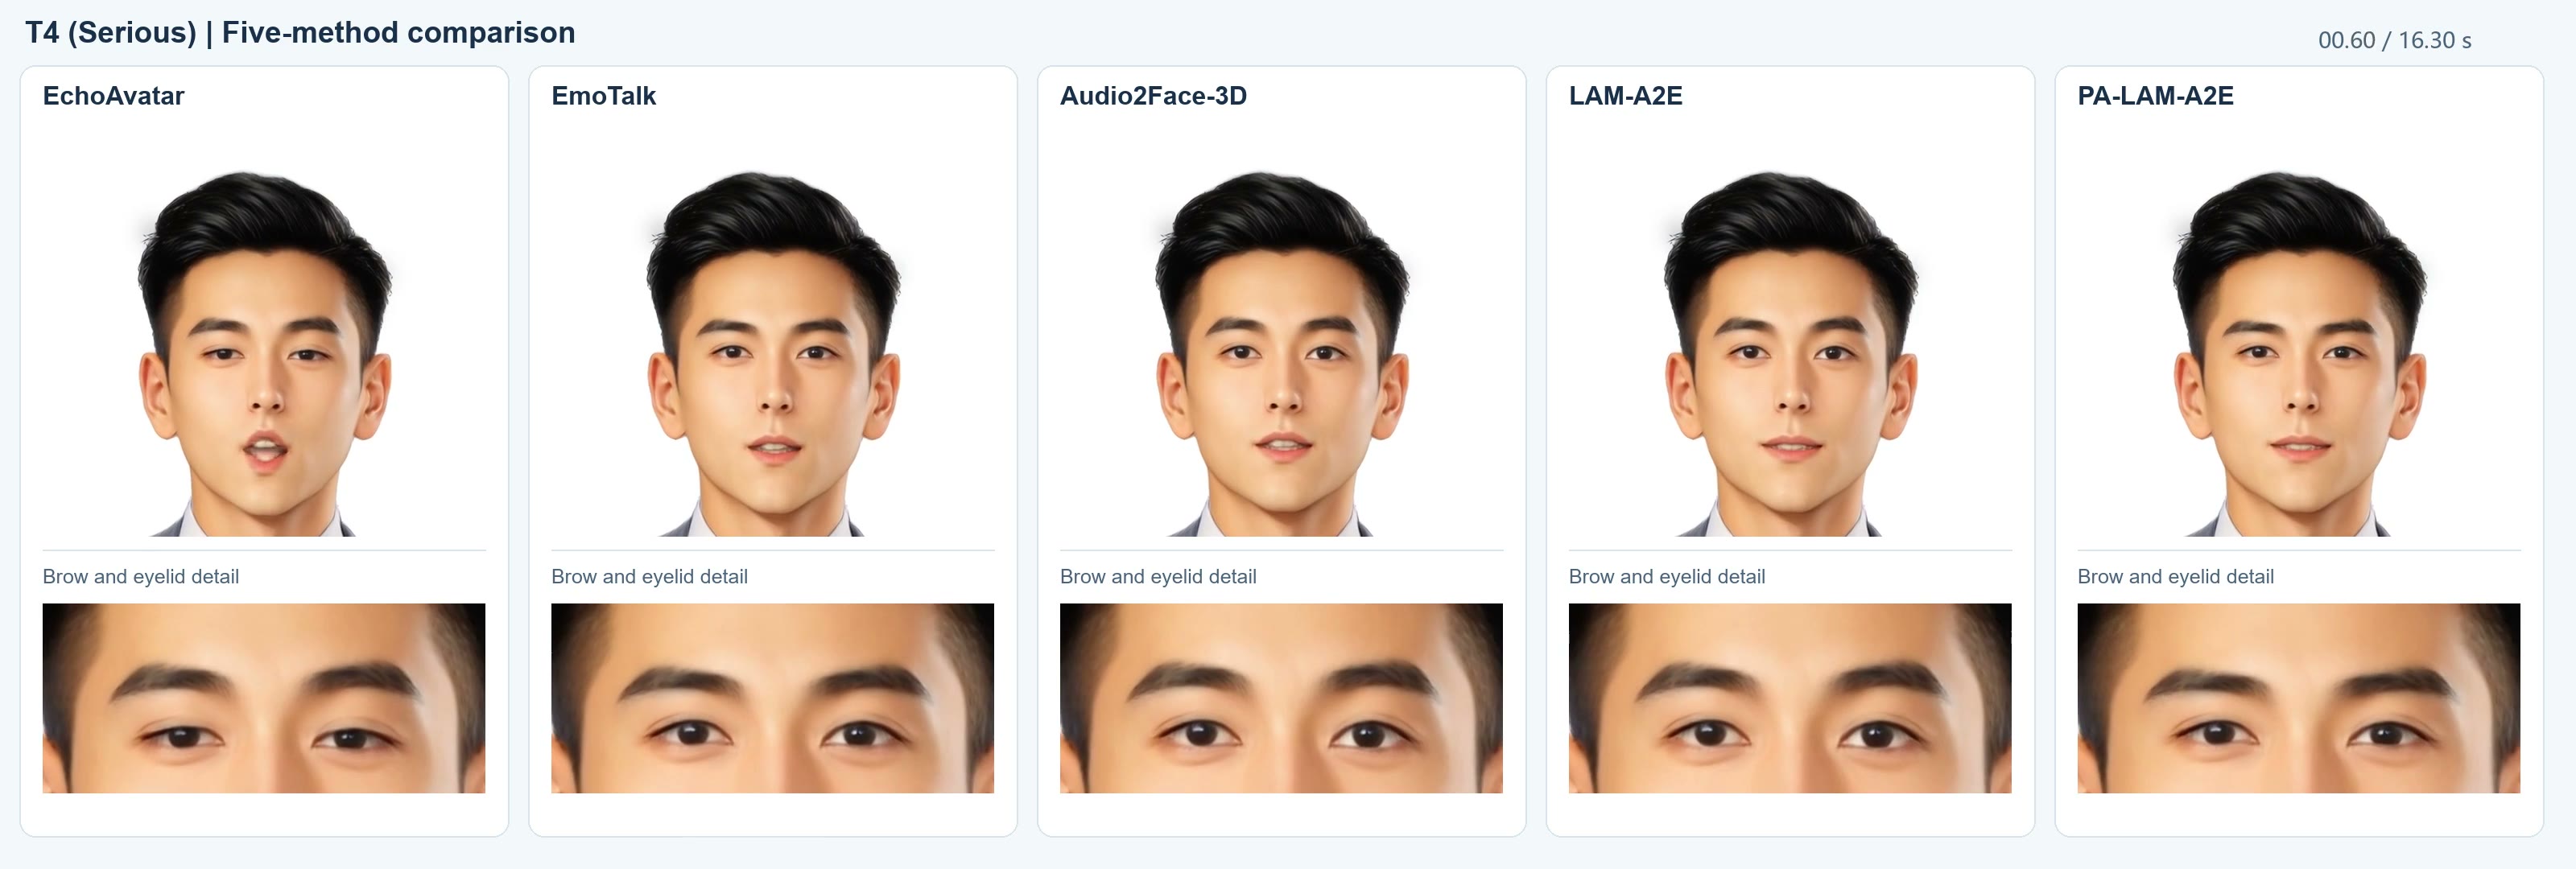 T4 (Serious) | Five-method comparison
00.60 / 16.30 s
EchoAvatar
EmoTalk
Audio2Face-3D
LAM-A2E
PA-LAM-A2E
Brow and eyelid detail
Brow and eyelid detail
Brow and eyelid detail
Brow and eyelid detail
Brow and eyelid detail